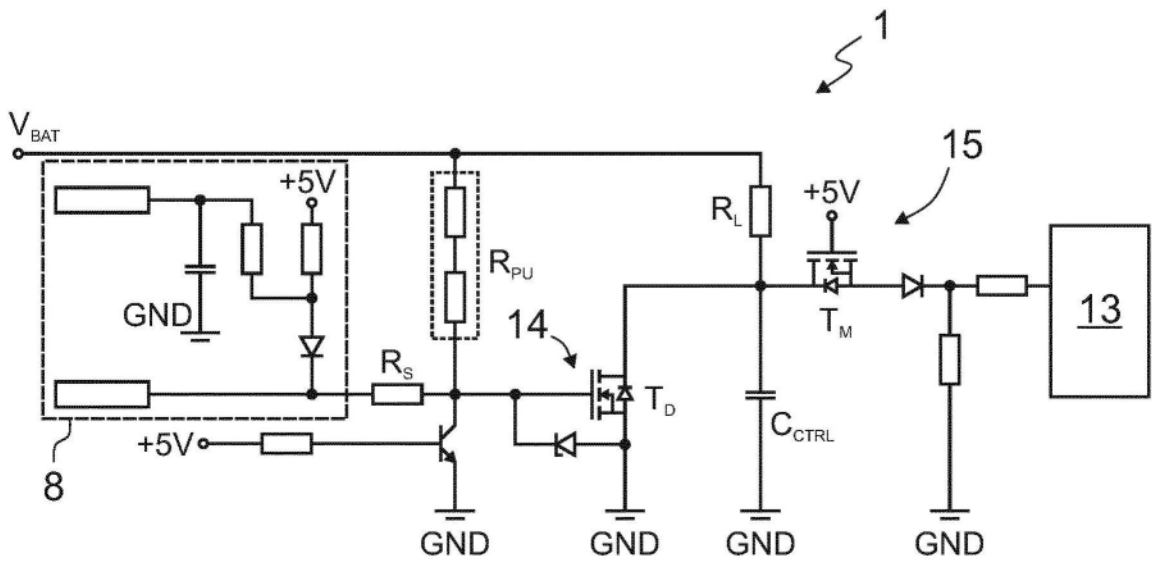 1
V_BAT
15
+5V
+5V
R_L
R_PU
GND
14
T_M
13
R_S
T_D
C_CTRL
+5V
8
GND
GND
GND
GND